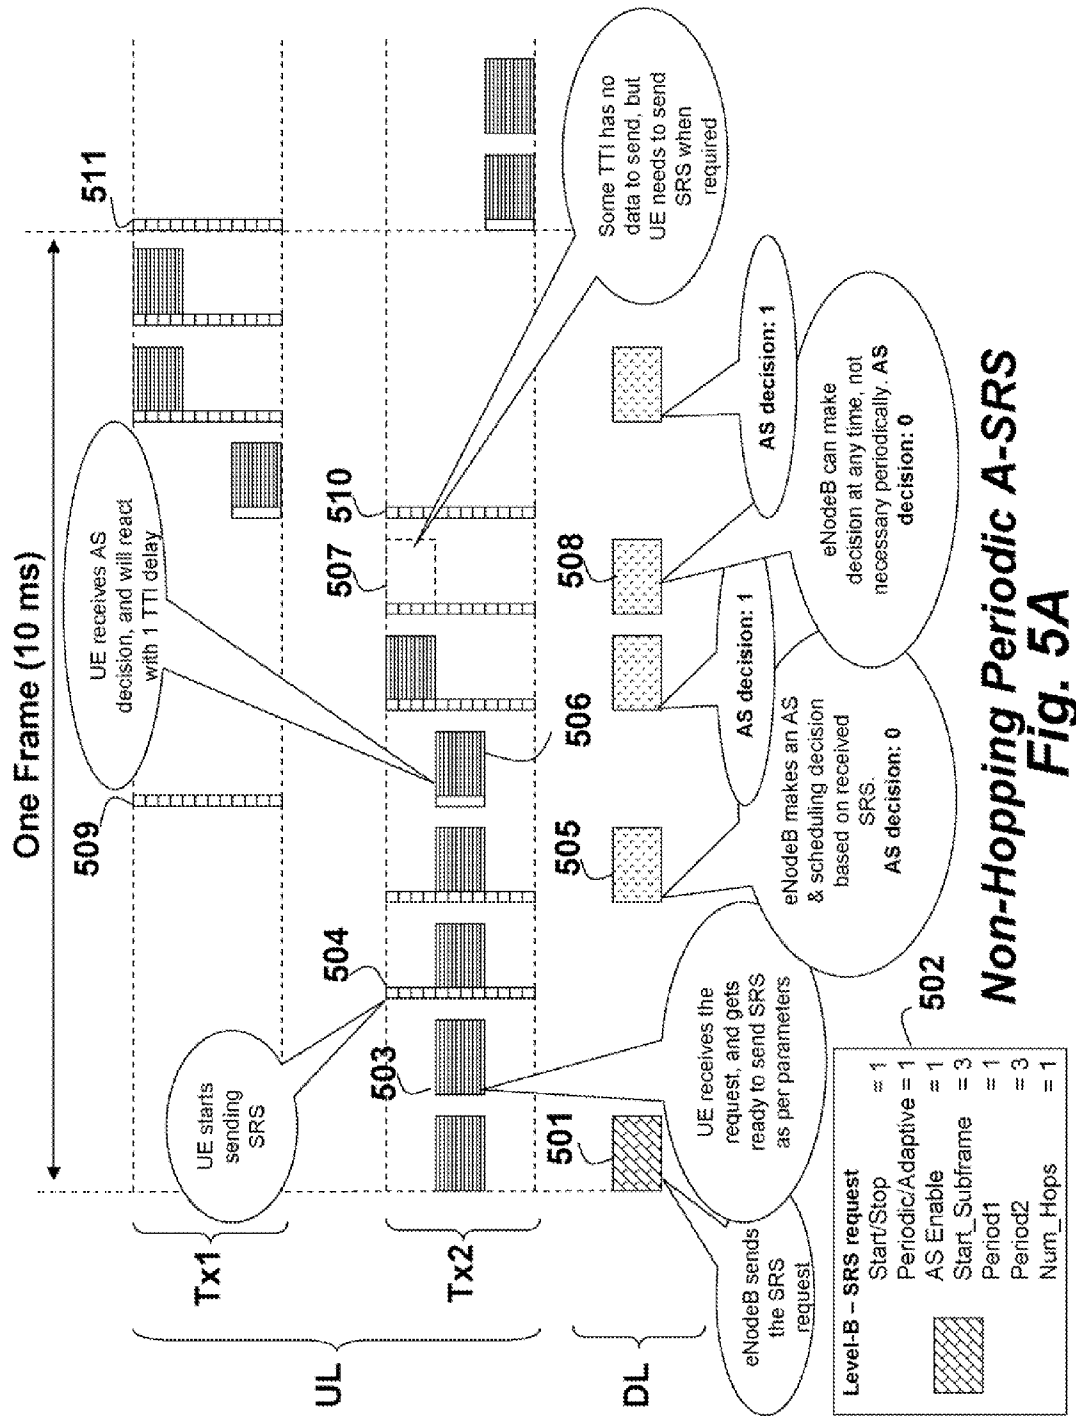 One Frame (10 ms)
UL
DL
Tx1
Tx2
UE starts
sending
SRS
509
UE receives AS
decision, and will react
with 1 TTI delay
511
503
504
506
507
510
Some TTI has no
data to send, but
UE needs to send
SRS when
required
501
505
508
eNodeB sends
the SRS
request
UE receives the
request, and gets
ready to send SRS
as per parameters
eNodeB makes an AS
& scheduling decision
based on received
SRS.
AS decision: 0
AS decision: 1
eNodeB can make
decision at any time, not
necessary periodically. AS
decision: 0
AS decision: 1
Level-B – SRS request
Start/Stop = 1
Periodic/Adaptive = 1
AS Enable = 1
Start_Subframe = 3
Period1 = 1
Period2 = 3
Num_Hops = 1
502
Non-Hopping Periodic A-SRS
Fig. 5A